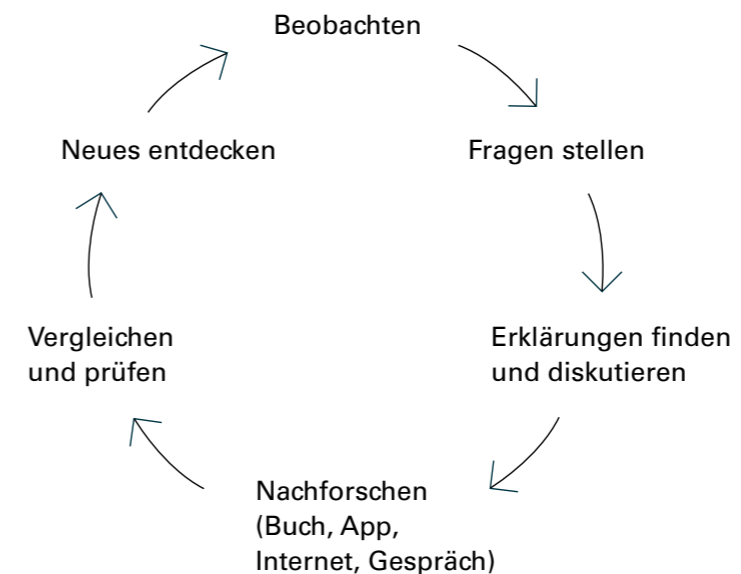 Beobachten
Fragen stellen
Erklärungen finden
und diskutieren
Nachforschen
(Buch, App,
Internet, Gespräch)
Vergleichen
und prüfen
Neues entdecken